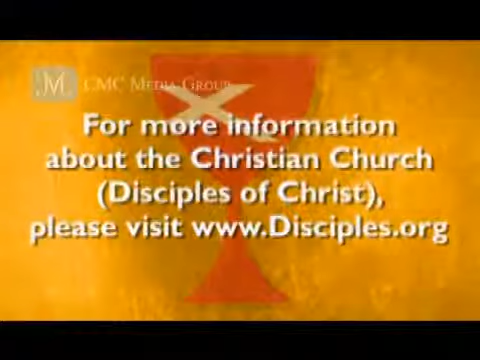 M
CMC MEDIA GROUP
For more information
about the Christian Church
(Disciples of Christ),
please visit www.Disciples.org